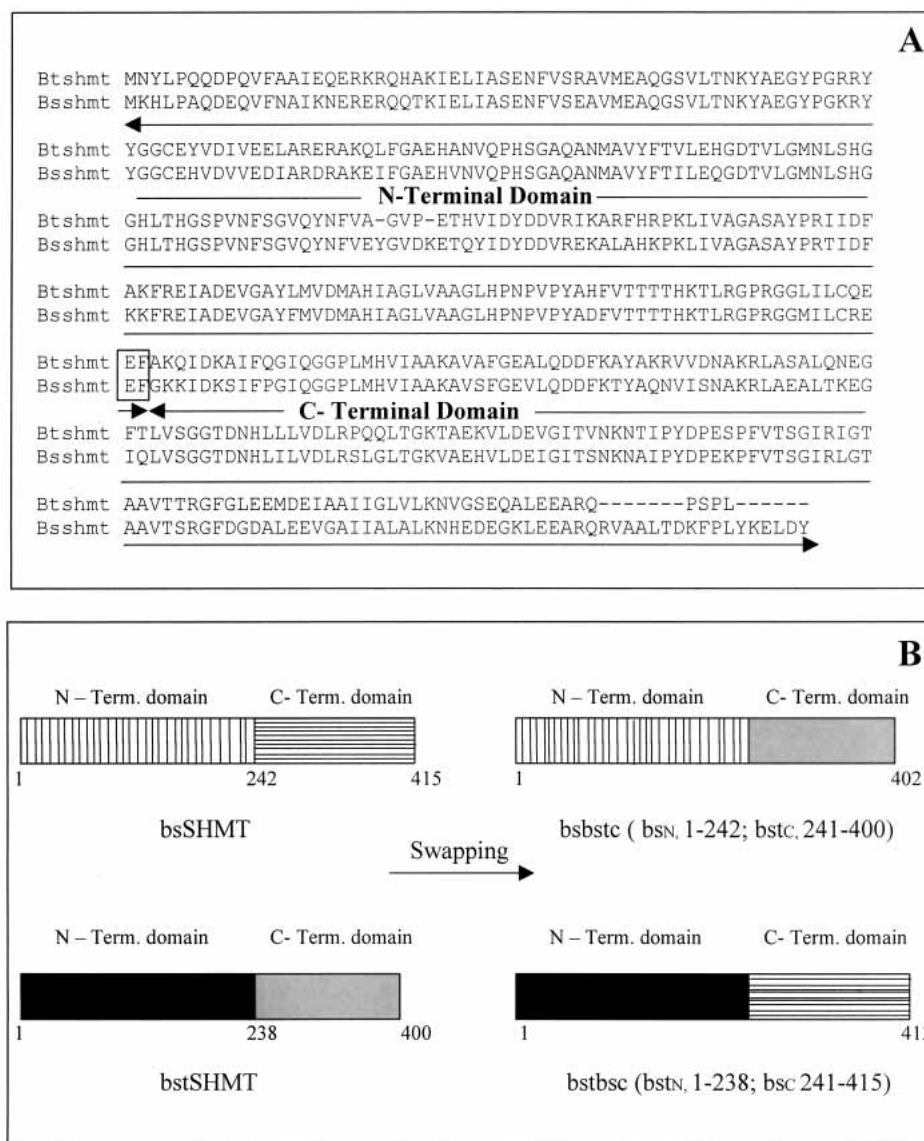 A
Btshmt MNYLPQQDPQVFAAIEQERKRQHAKIELIASENFVSRAVMEAQGSVLTNKYAEGYPGRRY
Bsshmt MKHLPAQDEQVFNAIKNERERQQTKIELIASENFVSEAVMEAQGSVLTNKYAEGYPGKRY
Btshmt YGGCEYVDIVEELARERAKQLFGAEHANVQPHSGAQANMAVYFTVLEHGDTVLGMNLSHG
Bsshmt YGGCEHVDVVEDIARDRAKEIFGAEHVNVQPHSGAQANMAVYFTILEQGDTVLGMNLSHG
N-Terminal Domain
Btshmt GHLTHGSPVNFSGVQYNFVA-GVP-ETHVIDYDDVRIKARFHRPKLIVAGASAYPRIIDF
Bsshmt GHLTHGSPVNFSGVQYNFVEYGVDKETQYIDYDDVREKALAHKPKLIVAGASAYPRTIDF
Btshmt AKFREIADEVGAYLMVDMAHIAGLVAAGLHPNPVPYAHFVTTTTHKTLRGPRGGLILCQE
Bsshmt KKFREIADEVGAYFMVDMAHIAGLVAAGLHPNPVPYADFVTTTTHKTLRGPRGGMILCRE
Btshmt EFAKQIDKAIFQGIQGGPLMHVIAAKAVAFGEALQDDFKAYAKRVVDNAKRLASALQNEG
Bsshmt EFGKKIDKSIFPGIQGGPLMHVIAAKAVSFGEVLQDDFKTYAQNVISNAKRLAEALTKEG
C- Terminal Domain
Btshmt FTLVSGGTDNHLLLVDLRPQQLTGKTAEKVLDEVGITVNKNTIPYDPESPFVTSGIRIGT
Bsshmt IQLVSGGTDNHLILVDLRSLGLTGKVAEHVLDEIGITSNKNAIPYDPEKPFVTSGIRLGT
Btshmt AAVTTRGFGLEEMDEIAAIIGLVLKNVGSEQALEEARQ-------PSPL------
Bsshmt AAVTSRGFDGDALEEVGAIIALALKNHEDEGKLEEARQRVAALTDKFPLYKELDY
B
N – Term. domain C- Term. domain
1 242 415
bsSHMT
N – Term. domain C- Term. domain
1 402
bsbstc ( bsN, 1-242; bstC, 241-400)
Swapping
N – Term. domain C- Term. domain
1 238 400
bstSHMT
N – Term. domain C- Term. domain
1
bstbsc (bstN, 1-238; bsC 241-415)